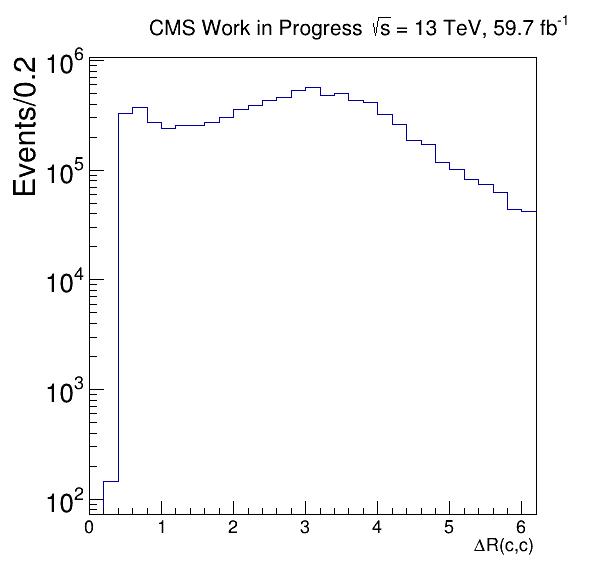 CMS Work in Progress √s = 13 TeV, 59.7 fb⁻¹
Events/0.2
10⁶
10⁵
10⁴
10³
10²
0 1 2 3 4 5 6
ΔR(c,c)